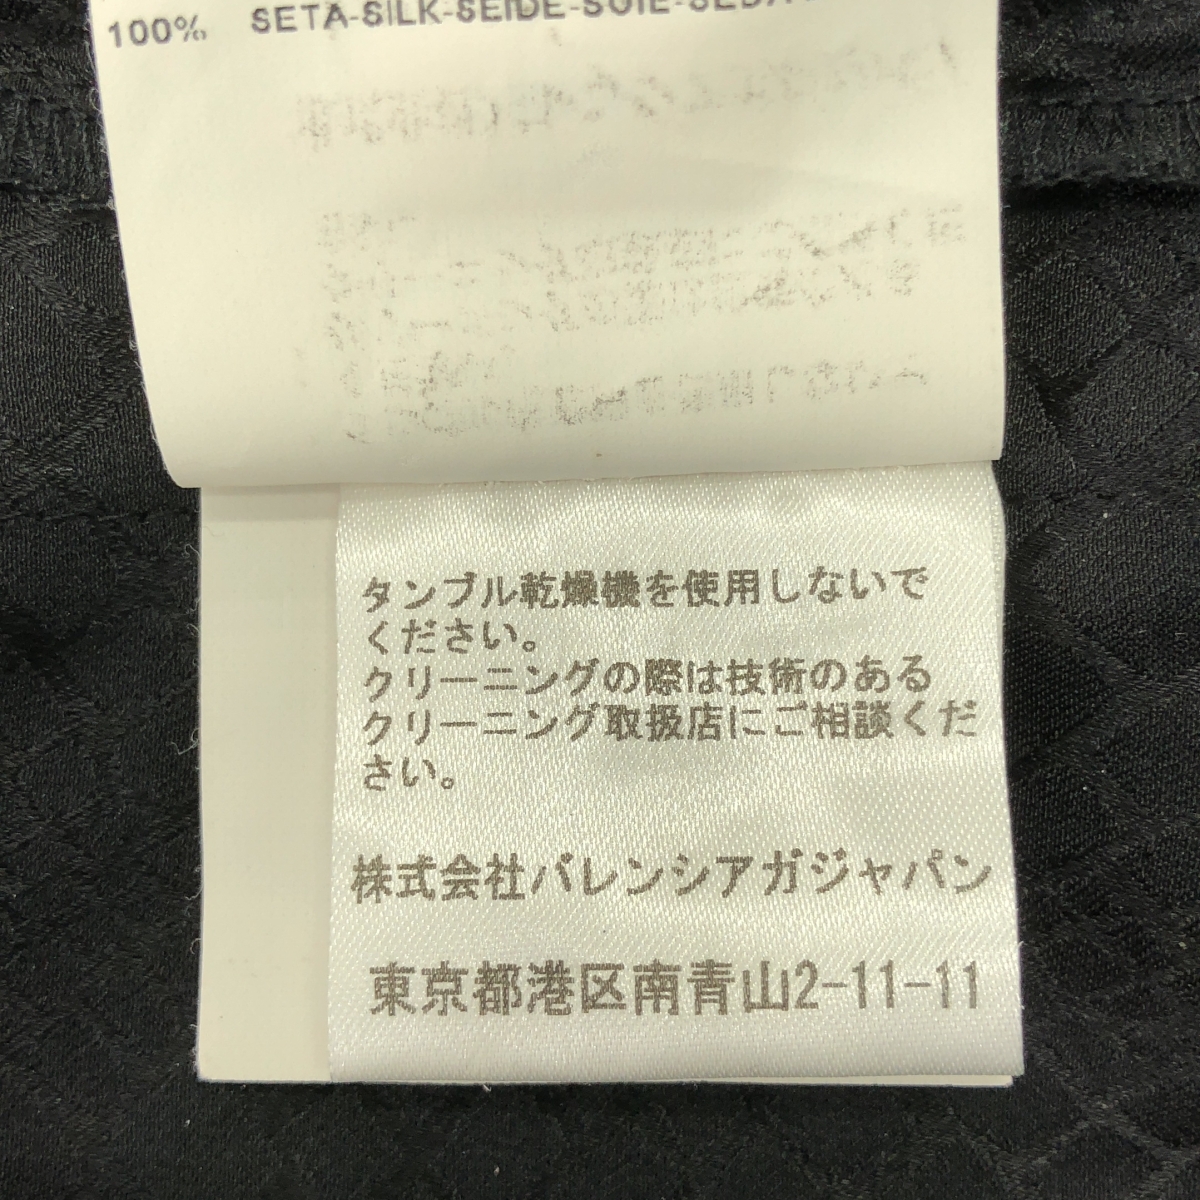 100% SETA-SILK-SEIDE-SOIE-SEDA
タンブル乾燥機を使用しないで
ください。
クリーニングの際は技術のある
クリーニング取扱店にご相談くだ
さい。
株式会社バレンシアガジャパン
東京都港区南青山2-11-11